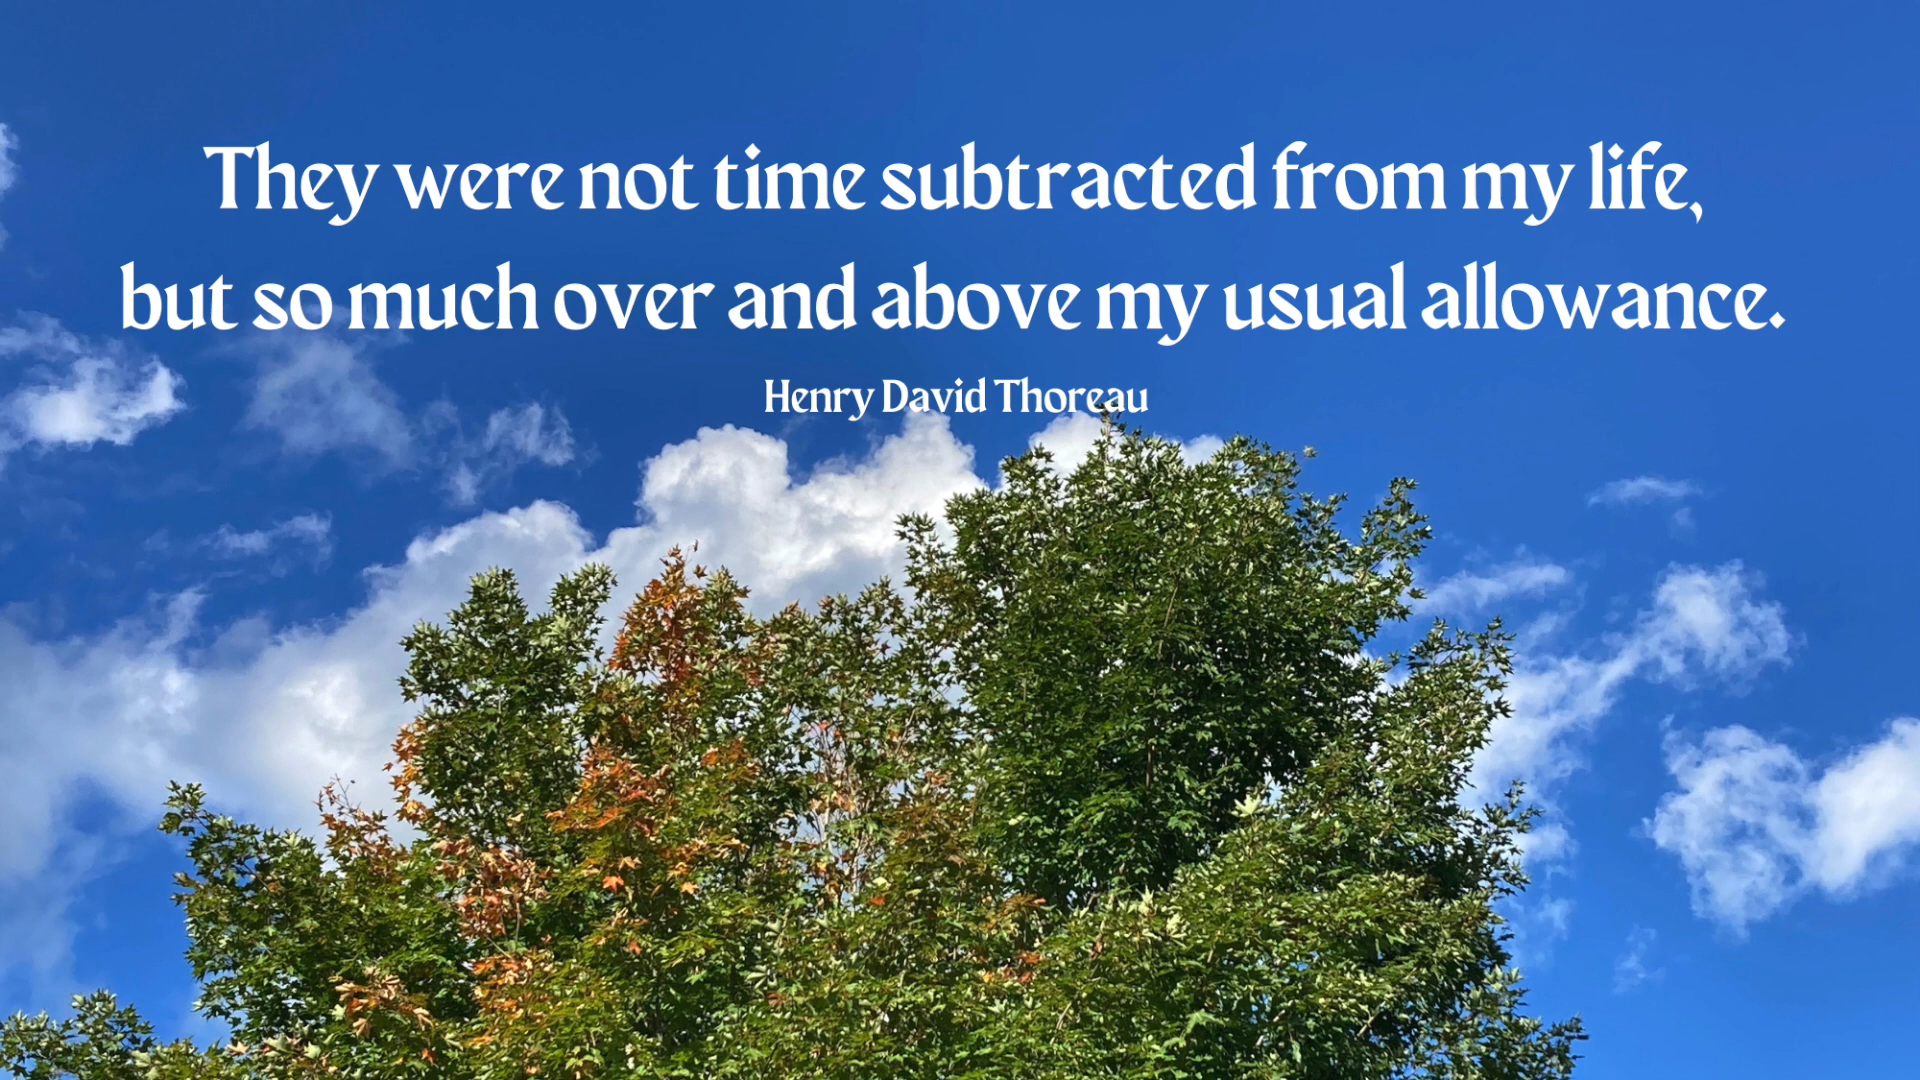 They were not time subtracted from my life,
but so much over and above my usual allowance.
Henry David Thoreau